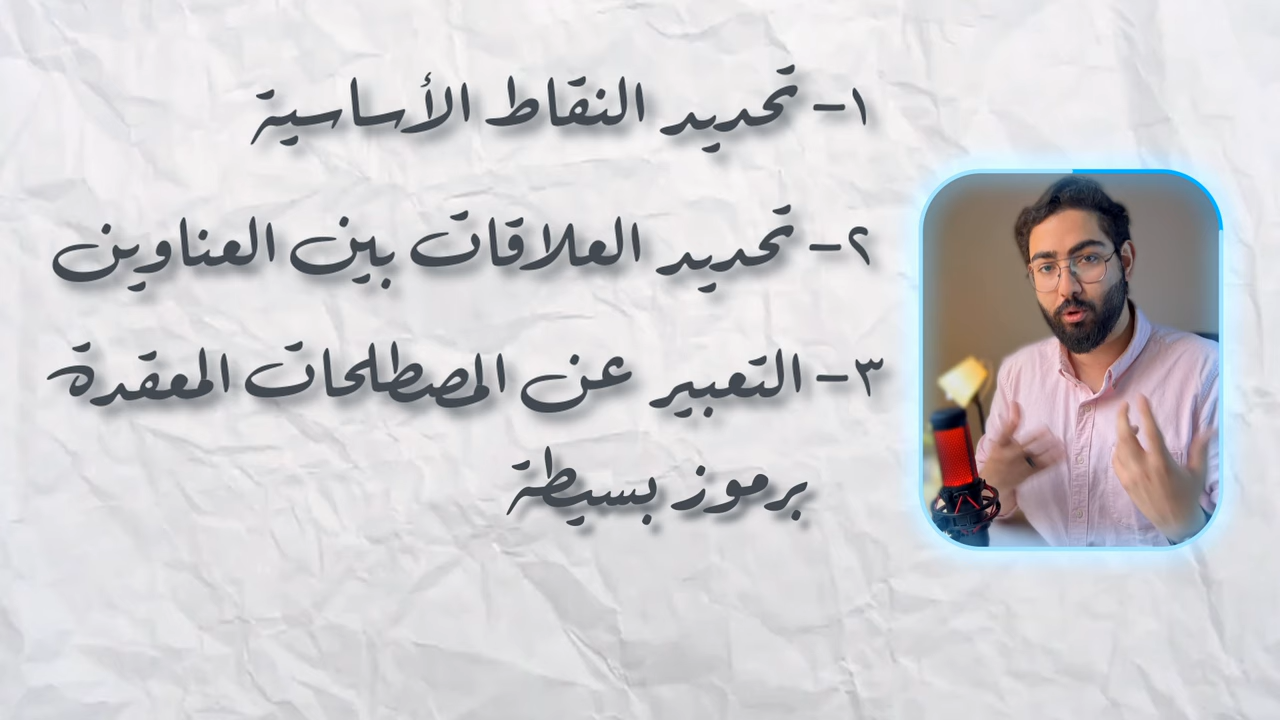 ١- تحديد النقاط الأساسية
٢- تحديد العلاقات بين العناوين
٣- التعبير عن المصطلحات المعقدة
برموز بسيطة